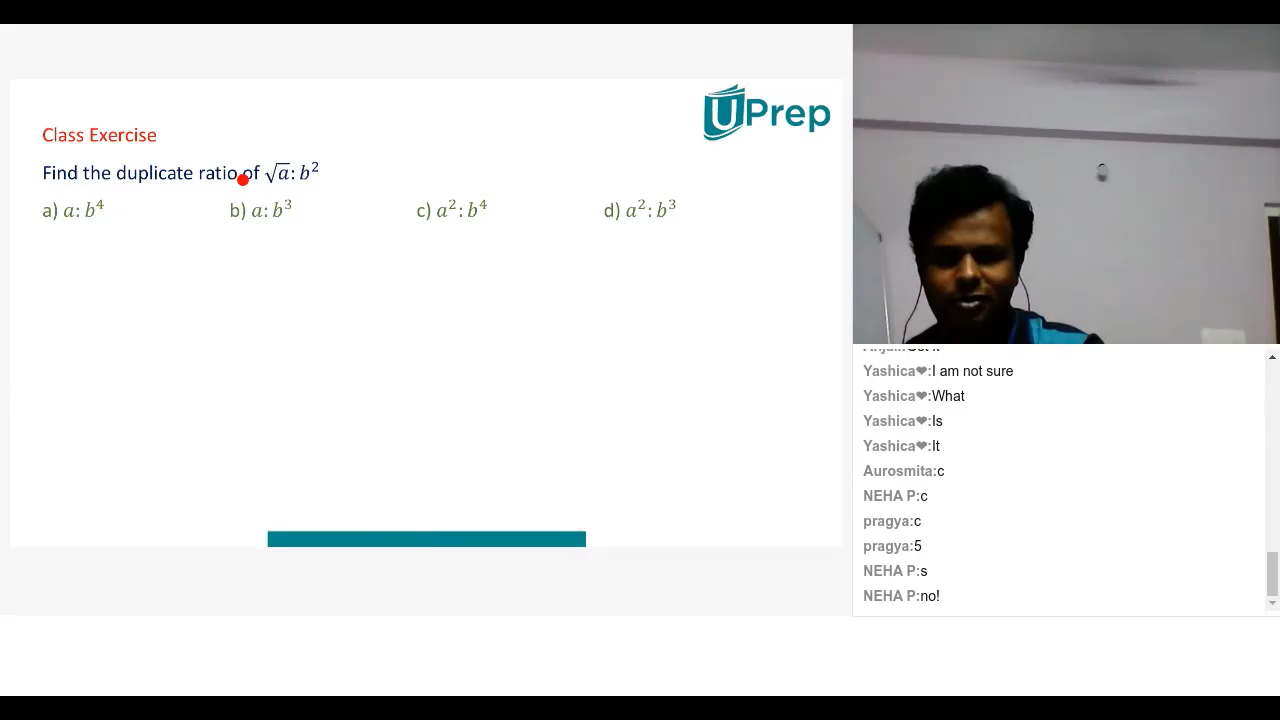 UPrep
Class Exercise
Find the duplicate ratio of √a: b²
a) a: b⁴ b) a: b³ c) a²: b⁴ d) a²: b³
Yashica❤:I am not sure
Yashica❤:What
Yashica❤:Is
Yashica❤:It
Aurosmita:c
NEHA P:c
pragya:c
pragya:5
NEHA P:s
NEHA P:no!